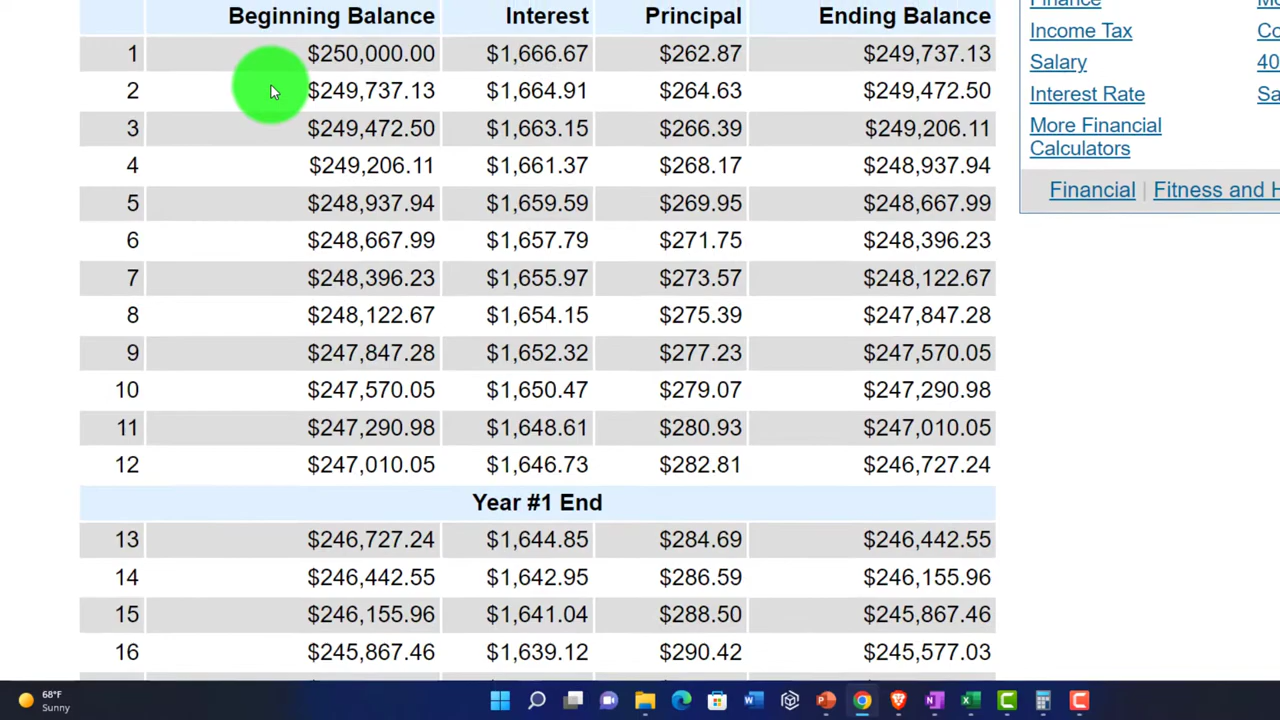 Beginning Balance Interest Principal Ending Balance
1 $250,000.00 $1,666.67 $262.87 $249,737.13
2 $249,737.13 $1,664.91 $264.63 $249,472.50
3 $249,472.50 $1,663.15 $266.39 $249,206.11
4 $249,206.11 $1,661.37 $268.17 $248,937.94
5 $248,937.94 $1,659.59 $269.95 $248,667.99
6 $248,667.99 $1,657.79 $271.75 $248,396.23
7 $248,396.23 $1,655.97 $273.57 $248,122.67
8 $248,122.67 $1,654.15 $275.39 $247,847.28
9 $247,847.28 $1,652.32 $277.23 $247,570.05
10 $247,570.05 $1,650.47 $279.07 $247,290.98
11 $247,290.98 $1,648.61 $280.93 $247,010.05
12 $247,010.05 $1,646.73 $282.81 $246,727.24
Year #1 End
13 $246,727.24 $1,644.85 $284.69 $246,442.55
14 $246,442.55 $1,642.95 $286.59 $246,155.96
15 $246,155.96 $1,641.04 $288.50 $245,867.46
16 $245,867.46 $1,639.12 $290.42 $245,577.03
Finance
Income Tax
Salary 40
Interest Rate
More Financial
Calculators
Financial | Fitness and
68°F
Sunny